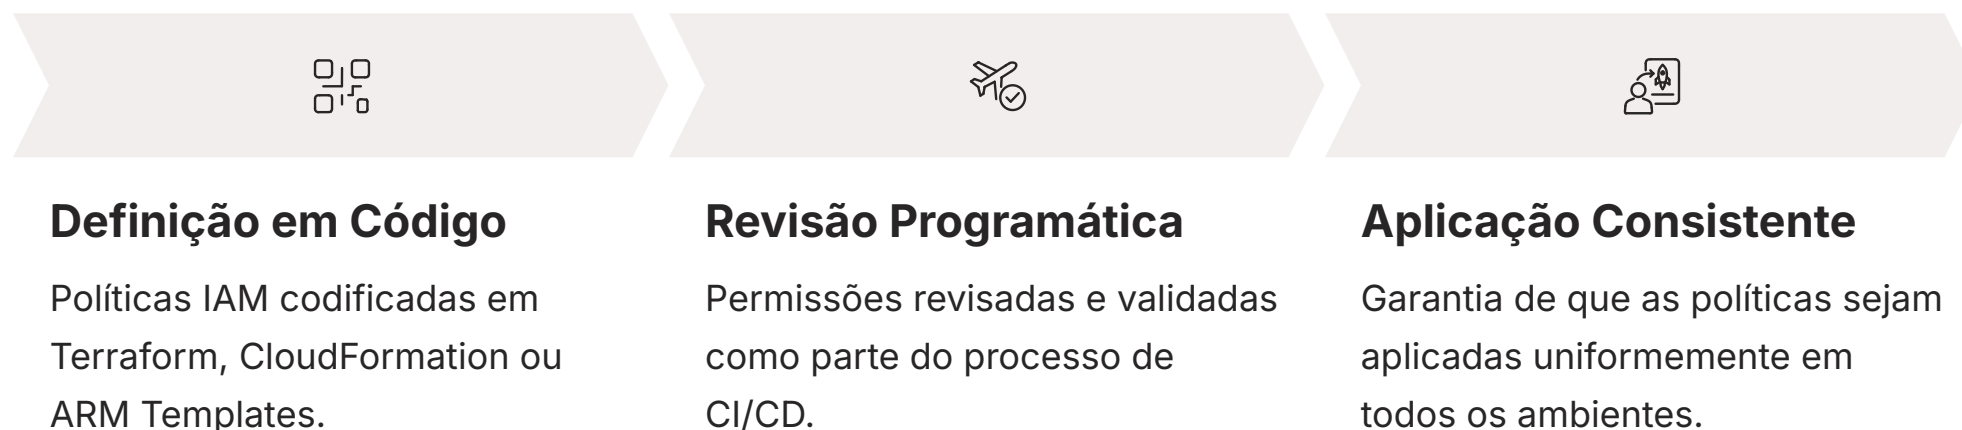 Definição em Código
Políticas IAM codificadas em
Terraform, CloudFormation ou
ARM Templates.
Revisão Programática
Permissões revisadas e validadas
como parte do processo de
CI/CD.
Aplicação Consistente
Garantia de que as políticas sejam
aplicadas uniformemente em
todos os ambientes.